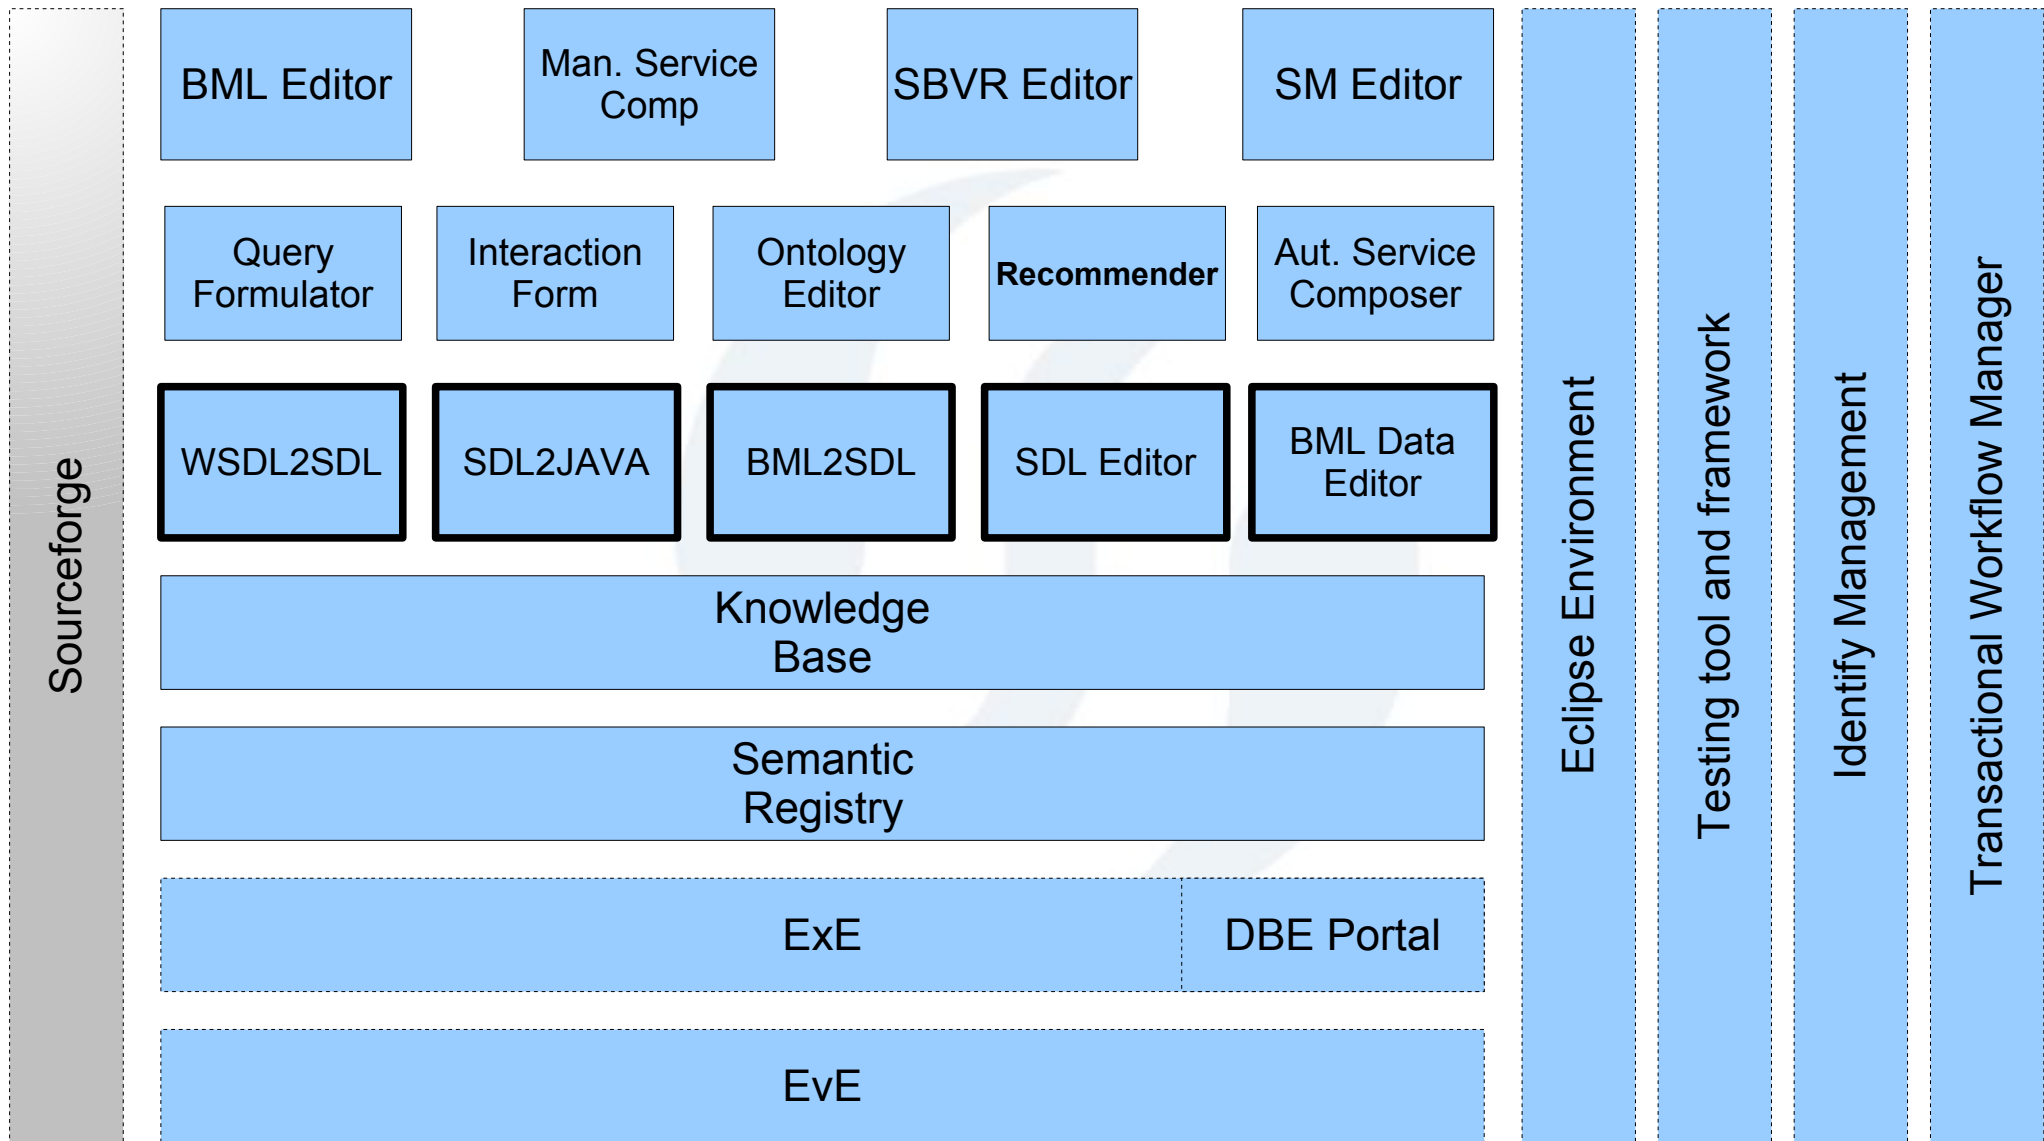 BML Editor
Man. Service
Comp
SBVR Editor
SM Editor
Query
Formulator
Interaction
Form
Ontology
Editor
Recommender
Aut. Service
Composer
WSDL2SDL
SDL2JAVA
BML2SDL
SDL Editor
BML Data
Editor
Knowledge
Base
Semantic
Registry
ExE
DBE Portal
EvE
Sourceforge
Eclipse Environment
Testing tool and framework
Identify Management
Transactional Workflow Manager